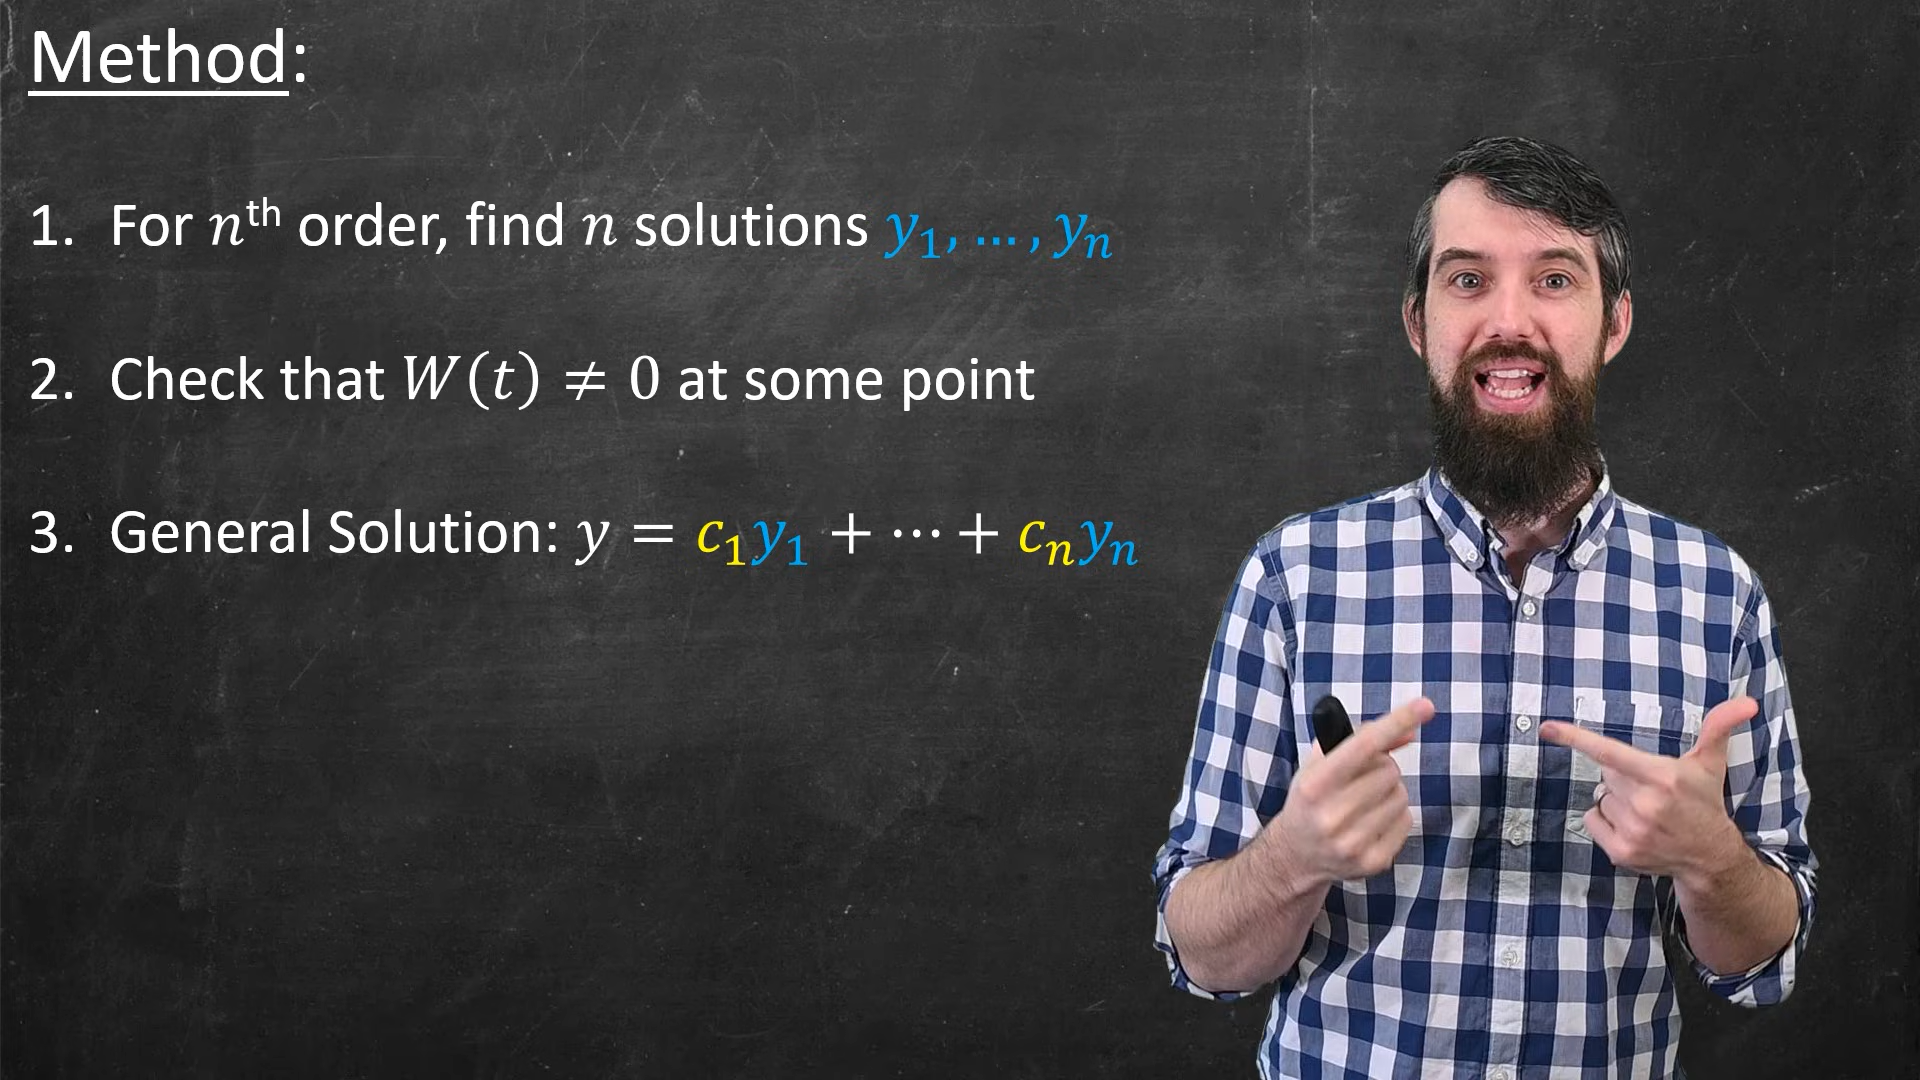 Method:
1. For nᵗʰ order, find n solutions y₁, … , yₙ
2. Check that W(t) ≠ 0 at some point
3. General Solution: y = c₁y₁ + ⋯ + cₙyₙ